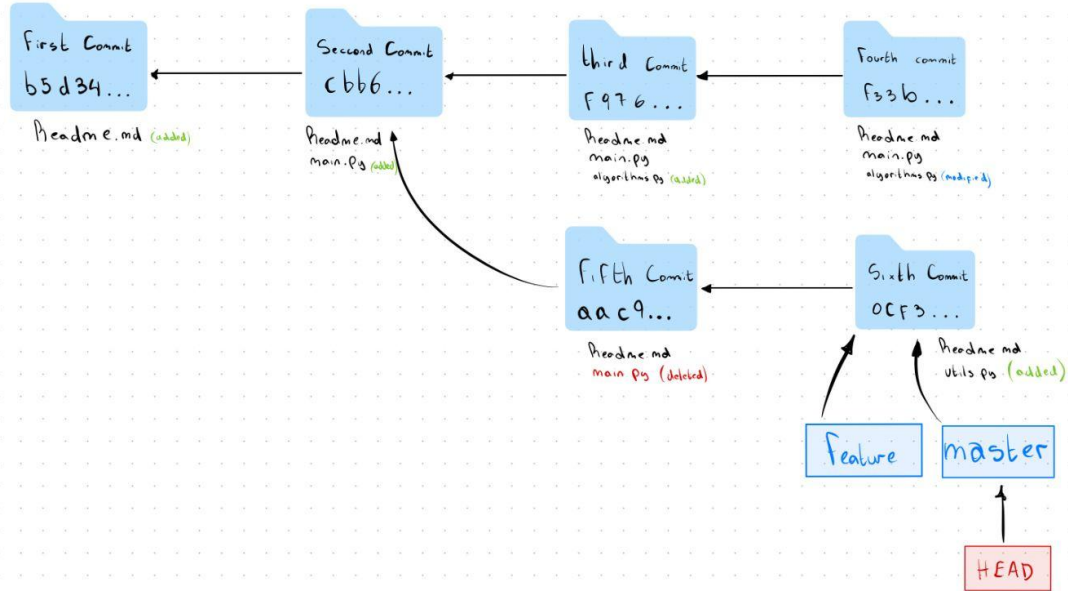 First Commit
b5d34...
Readme.md (added)
Seccond Commit
cbb6...
Readme.md
main.py (added)
third Commit
F976...
Readme.md
main.py
algorithms.py (added)
Fourth commit
f33b...
Readme.md
main.py
algorithms.py (modified)
Fifth Commit
aac9...
Readme.md
main.py (deleted)
Sixth Commit
0CF3...
Readme.md
utils.py (added)
Feature
master
HEAD